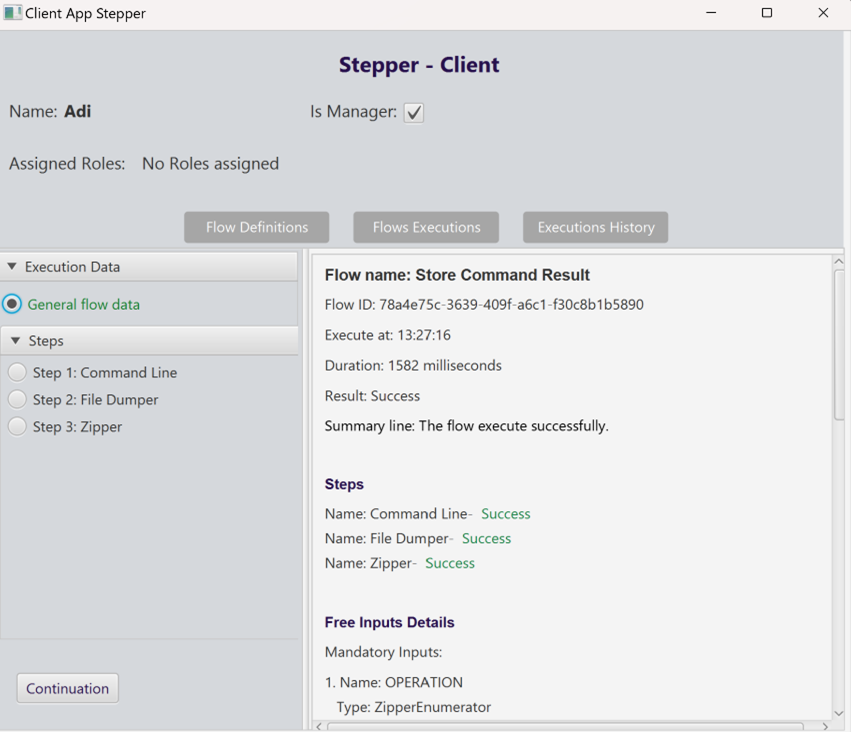 Client App Stepper
Stepper - Client
Name: Adi
Is Manager:
Assigned Roles: No Roles assigned
Flow Definitions
Flows Executions
Executions History
Execution Data
General flow data
Steps
Step 1: Command Line
Step 2: File Dumper
Step 3: Zipper
Continuation
Flow name: Store Command Result
Flow ID: 78a4e75c-3639-409f-a6c1-f30c8b1b5890
Execute at: 13:27:16
Duration: 1582 milliseconds
Result: Success
Summary line: The flow execute successfully.
Steps
Name: Command Line- Success
Name: File Dumper- Success
Name: Zipper- Success
Free Inputs Details
Mandatory Inputs:
1. Name: OPERATION
Type: ZipperEnumerator